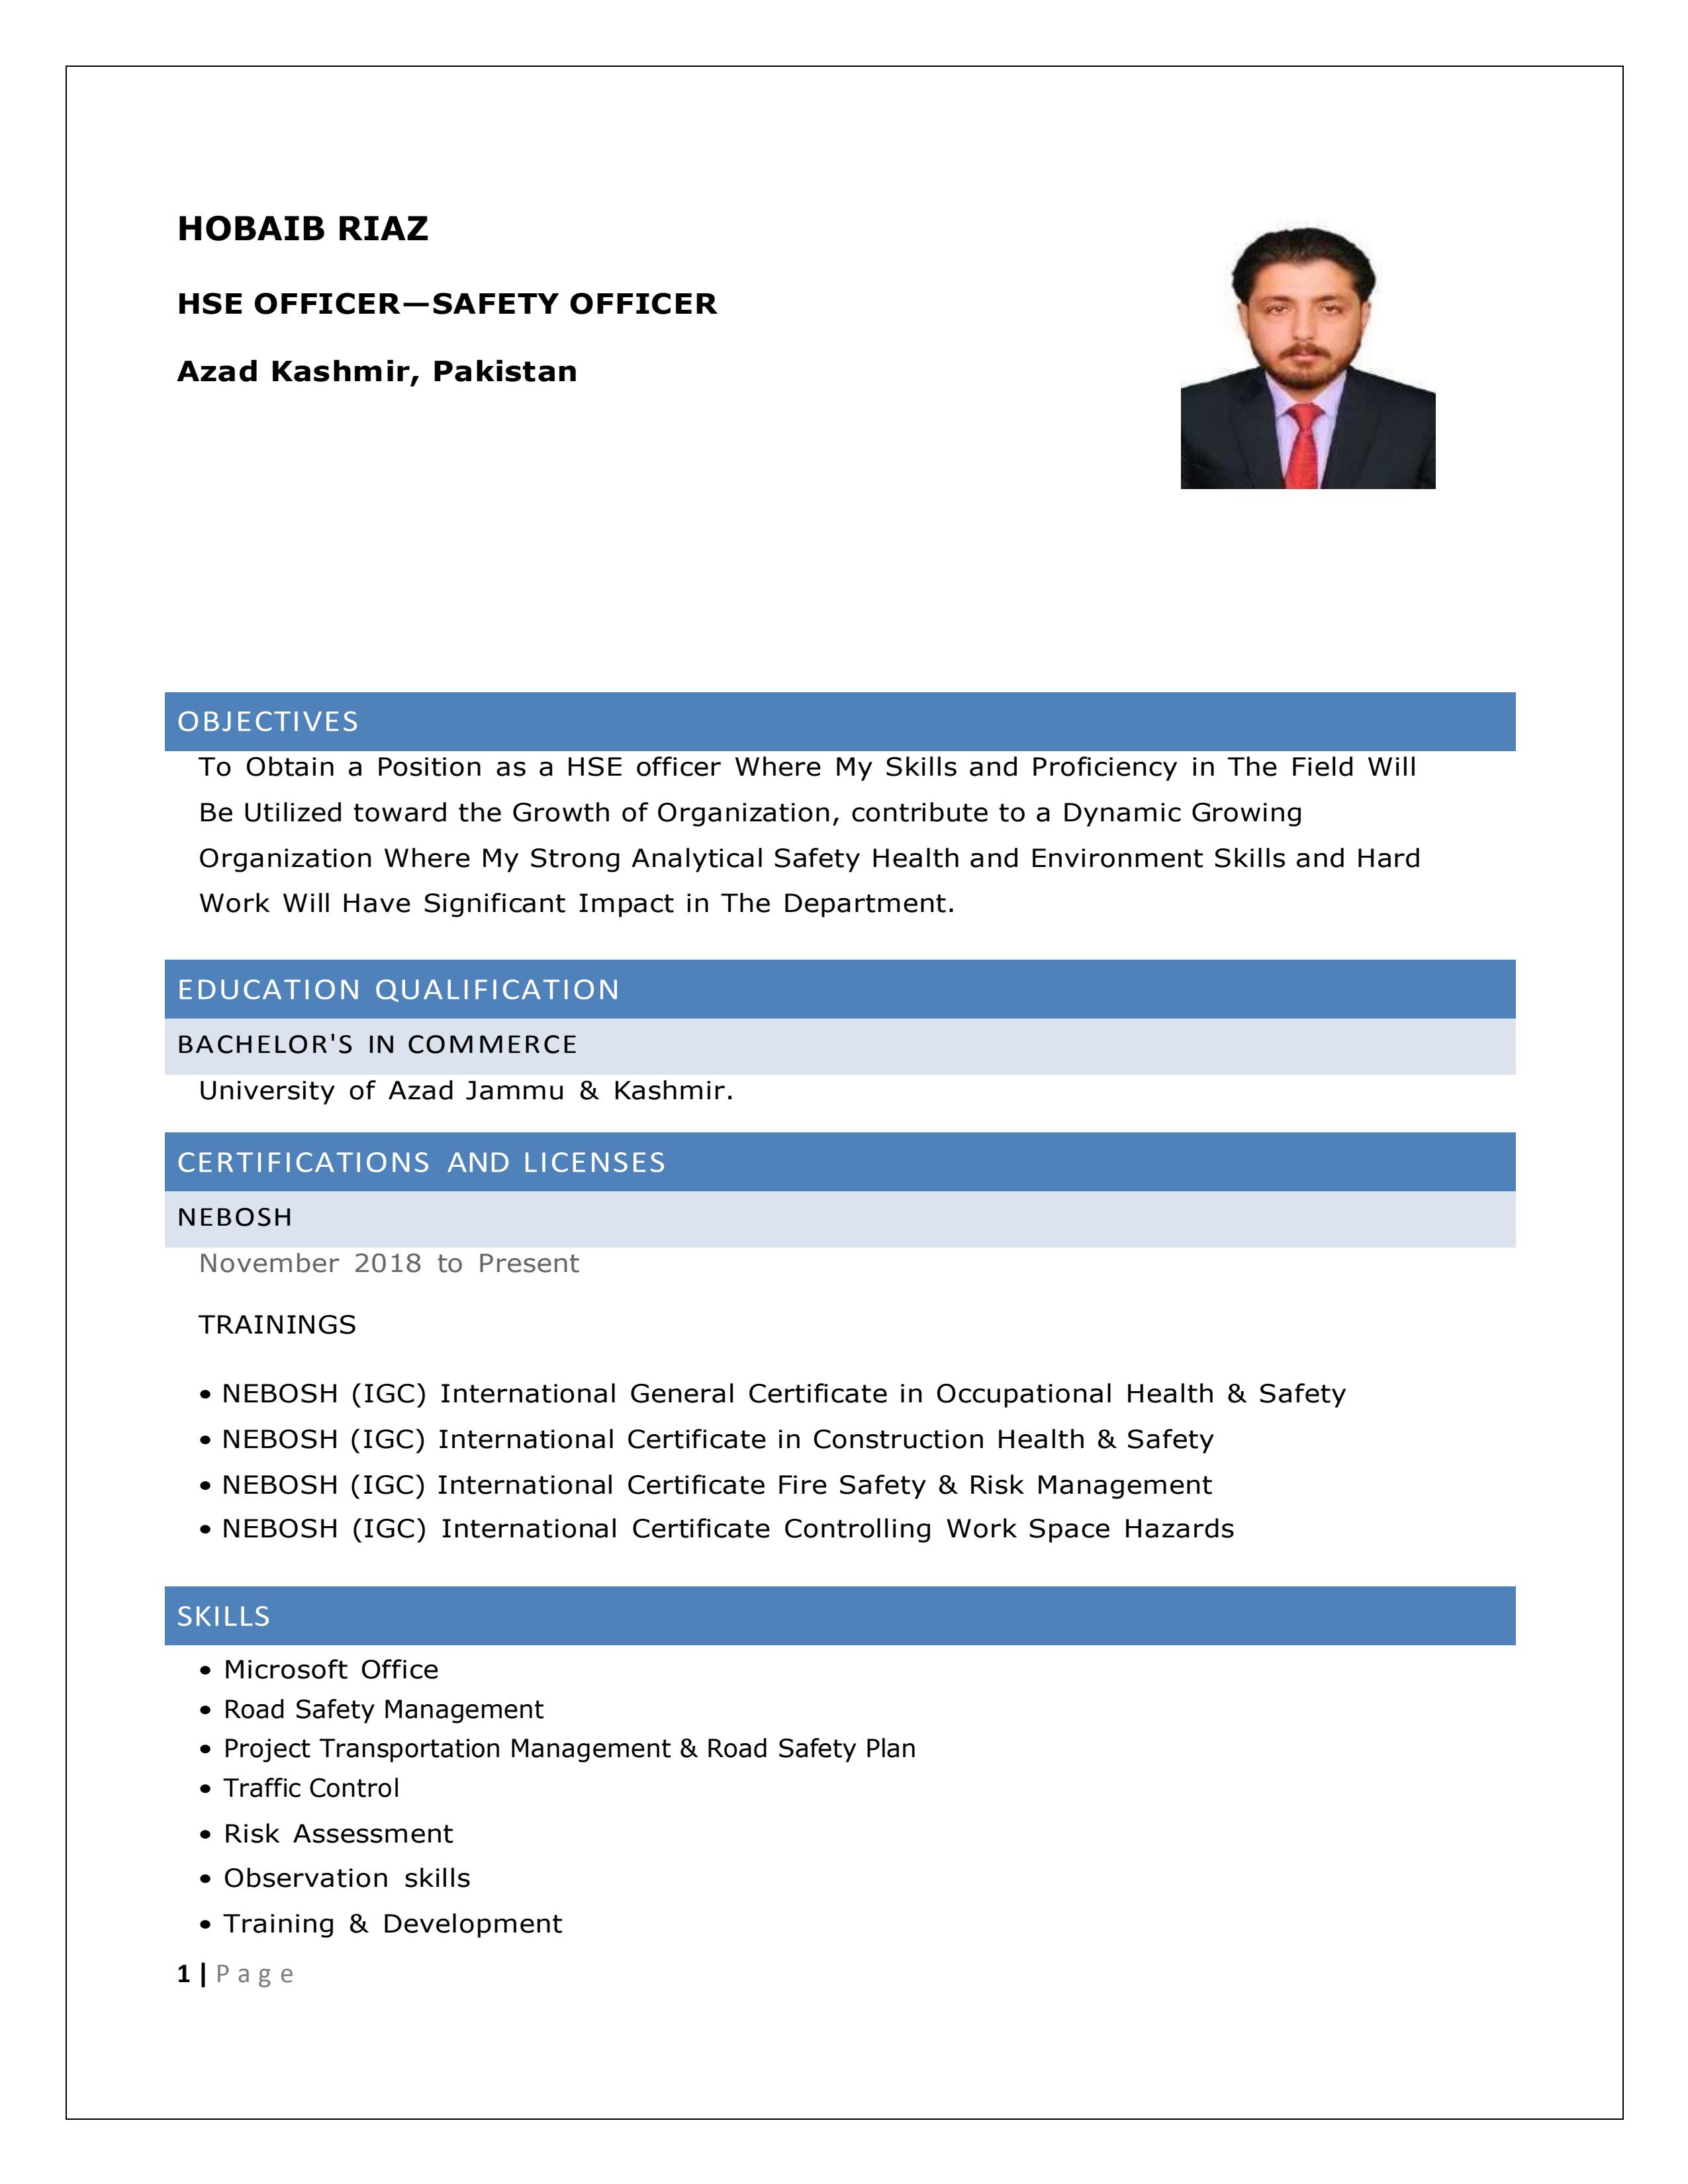 HOBAIB RIAZ
HSE OFFICER—SAFETY OFFICER
Azad Kashmir, Pakistan
OBJECTIVES
To Obtain a Position as a HSE officer Where My Skills and Proficiency in The Field Will
Be Utilized toward the Growth of Organization, contribute to a Dynamic Growing
Organization Where My Strong Analytical Safety Health and Environment Skills and Hard
Work Will Have Significant Impact in The Department.
EDUCATION QUALIFICATION
BACHELOR'S IN COMMERCE
University of Azad Jammu & Kashmir.
CERTIFICATIONS AND LICENSES
NEBOSH
November 2018 to Present
TRAININGS
• NEBOSH (IGC) International General Certificate in Occupational Health & Safety
• NEBOSH (IGC) International Certificate in Construction Health & Safety
• NEBOSH (IGC) International Certificate Fire Safety & Risk Management
• NEBOSH (IGC) International Certificate Controlling Work Space Hazards
SKILLS
• Microsoft Office
• Road Safety Management
• Project Transportation Management & Road Safety Plan
• Traffic Control
• Risk Assessment
• Observation skills
• Training & Development
1 | Page